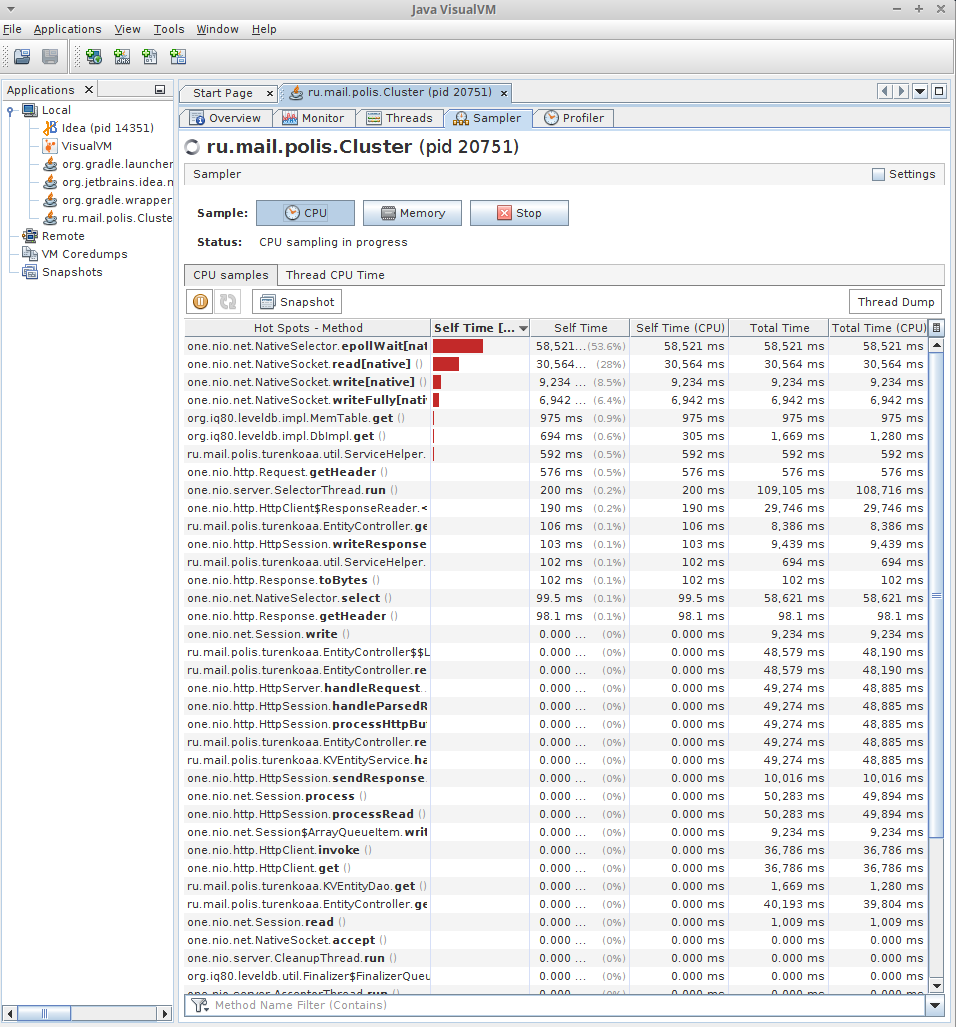 Java VisualVM
File Applications View Tools Window Help
Applications
Local
Idea (pid 14351)
VisualVM
org.gradle.launcher
org.jetbrains.idea.n
org.gradle.wrapper
ru.mail.polis.Cluste
Remote
VM Coredumps
Snapshots
Start Page ru.mail.polis.Cluster (pid 20751)
Overview Monitor Threads Sampler Profiler
ru.mail.polis.Cluster (pid 20751)
Sampler Settings
Sample: CPU Memory Stop
Status: CPU sampling in progress
CPU samples Thread CPU Time
Snapshot Thread Dump
Hot Spots - Method Self Time [... Self Time Self Time (CPU) Total Time Total Time (CPU)
one.nio.net.NativeSelector.epollWait[nat 58,521... (53.6%) 58,521 ms 58,521 ms 58,521 ms
one.nio.net.NativeSocket.read[native] () 30,564... (28%) 30,564 ms 30,564 ms 30,564 ms
one.nio.net.NativeSocket.write[native] () 9,234 ... (8.5%) 9,234 ms 9,234 ms 9,234 ms
one.nio.net.NativeSocket.writeFully[nati 6,942 ... (6.4%) 6,942 ms 6,942 ms 6,942 ms
org.iq80.leveldb.impl.MemTable.get () 975 ms (0.9%) 975 ms 975 ms 975 ms
org.iq80.leveldb.impl.DbImpl.get () 694 ms (0.6%) 305 ms 1,669 ms 1,280 ms
ru.mail.polis.turenkoaa.util.ServiceHelper. 592 ms (0.5%) 592 ms 592 ms 592 ms
one.nio.http.Request.getHeader () 576 ms (0.5%) 576 ms 576 ms 576 ms
one.nio.server.SelectorThread.run () 200 ms (0.2%) 200 ms 109,105 ms 108,716 ms
one.nio.http.HttpClient$ResponseReader.< 190 ms (0.2%) 190 ms 29,746 ms 29,746 ms
ru.mail.polis.turenkoaa.EntityController.ge 106 ms (0.1%) 106 ms 8,386 ms 8,386 ms
one.nio.http.HttpSession.writeResponse 103 ms (0.1%) 103 ms 9,439 ms 9,439 ms
ru.mail.polis.turenkoaa.util.ServiceHelper. 102 ms (0.1%) 102 ms 694 ms 694 ms
one.nio.http.Response.toBytes () 102 ms (0.1%) 102 ms 102 ms 102 ms
one.nio.net.NativeSelector.select () 99.5 ms (0.1%) 99.5 ms 58,621 ms 58,621 ms
one.nio.http.Response.getHeader () 98.1 ms (0.1%) 98.1 ms 98.1 ms 98.1 ms
one.nio.net.Session.write () 0.000 ... (0%) 0.000 ms 9,234 ms 9,234 ms
ru.mail.polis.turenkoaa.EntityController$$L 0.000 ... (0%) 0.000 ms 48,579 ms 48,190 ms
ru.mail.polis.turenkoaa.EntityController.re 0.000 ... (0%) 0.000 ms 48,579 ms 48,190 ms
one.nio.http.HttpServer.handleRequest 0.000 ... (0%) 0.000 ms 49,274 ms 48,885 ms
one.nio.http.HttpSession.handleParsedR 0.000 ... (0%) 0.000 ms 49,274 ms 48,885 ms
one.nio.http.HttpSession.processHttpBu 0.000 ... (0%) 0.000 ms 49,274 ms 48,885 ms
ru.mail.polis.turenkoaa.EntityController.re 0.000 ... (0%) 0.000 ms 49,274 ms 48,885 ms
ru.mail.polis.turenkoaa.KVEntityService.ha 0.000 ... (0%) 0.000 ms 49,274 ms 48,885 ms
one.nio.http.HttpSession.sendResponse. 0.000 ... (0%) 0.000 ms 10,016 ms 10,016 ms
one.nio.net.Session.process () 0.000 ... (0%) 0.000 ms 50,283 ms 49,894 ms
one.nio.http.HttpSession.processRead () 0.000 ... (0%) 0.000 ms 50,283 ms 49,894 ms
one.nio.net.Session$ArrayQueueItem.writ 0.000 ... (0%) 0.000 ms 9,234 ms 9,234 ms
one.nio.http.HttpClient.invoke () 0.000 ... (0%) 0.000 ms 36,786 ms 36,786 ms
one.nio.http.HttpClient.get () 0.000 ... (0%) 0.000 ms 36,786 ms 36,786 ms
ru.mail.polis.turenkoaa.KVEntityDao.get () 0.000 ... (0%) 0.000 ms 1,669 ms 1,280 ms
ru.mail.polis.turenkoaa.EntityController.ge 0.000 ... (0%) 0.000 ms 40,193 ms 39,804 ms
one.nio.net.Session.read () 0.000 ... (0%) 0.000 ms 1,009 ms 1,009 ms
one.nio.net.NativeSocket.accept () 0.000 ... (0%) 0.000 ms 0.000 ms 0.000 ms
one.nio.server.CleanupThread.run () 0.000 ... (0%) 0.000 ms 0.000 ms 0.000 ms
org.iq80.leveldb.util.Finalizer$FinalizerQueu 0.000 ... (0%) 0.000 ms 0.000 ms 0.000 ms
one.nio.server.AcceptorThread.run () 0.000 ... (0%) 0.000 ms 0.000 ms 0.000 ms
Method Name Filter (Contains)